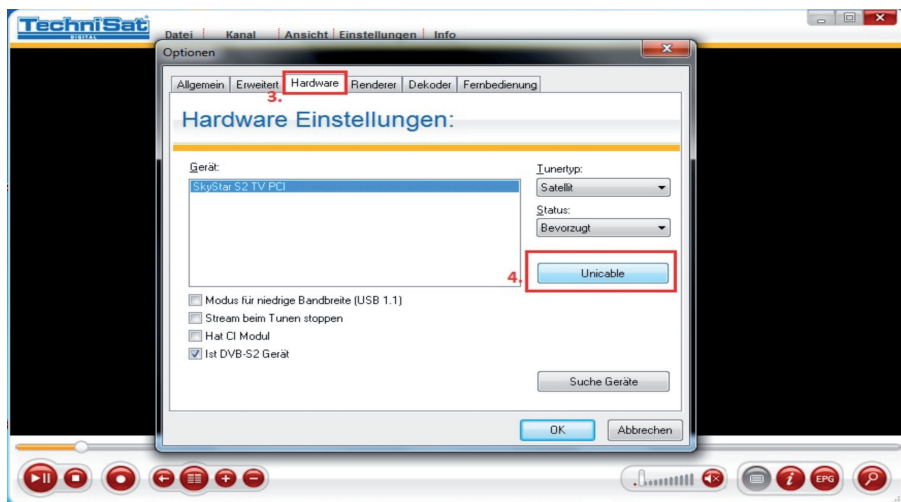 TechniSat
DIGITAL
Datei Kanal Ansicht Einstellungen Info
Optionen
Allgemein Erweitert Hardware Renderer Dekoder Fernbedienung
3.
Hardware Einstellungen:
Gerät:
SkyStar S2 TV PCI
Tunertyp:
Satellit
Status:
Bevorzugt
4.
Unicable
Modus für niedrige Bandbreite (USB 1.1)
Stream beim Tunen stoppen
Hat CI Modul
Ist DVB-S2 Gerät
Suche Geräte
OK Abbrechen
EPG